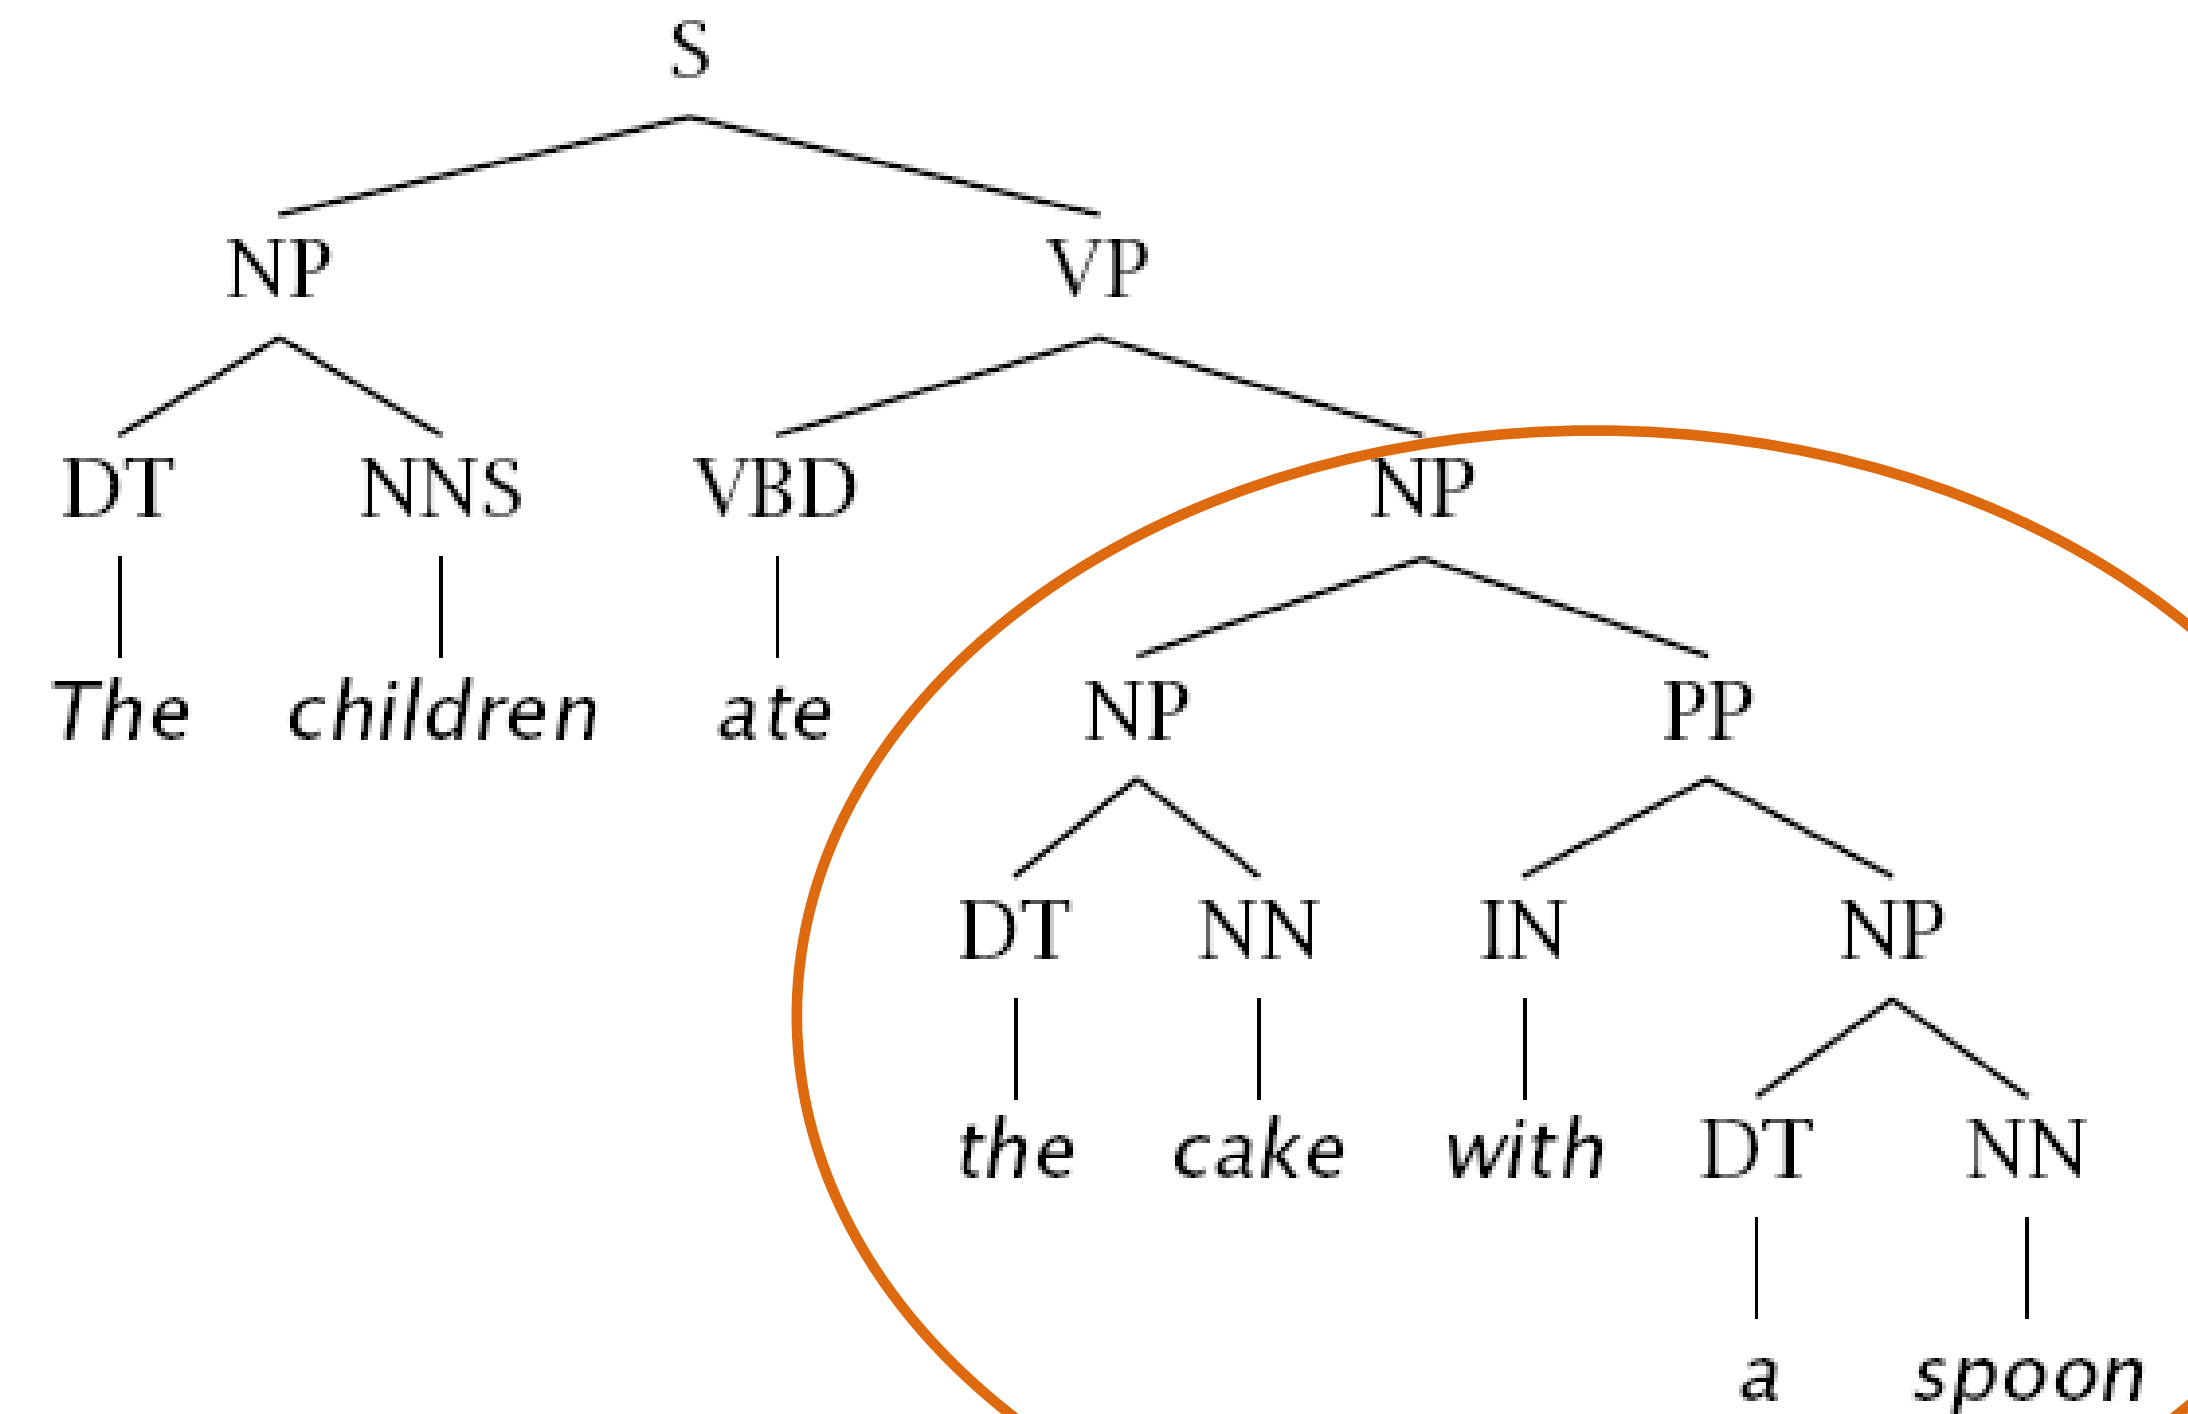 S
NP VP
DT NNS VBD NP
The children ate NP PP
DT NN IN NP
the cake with DT NN
a spoon